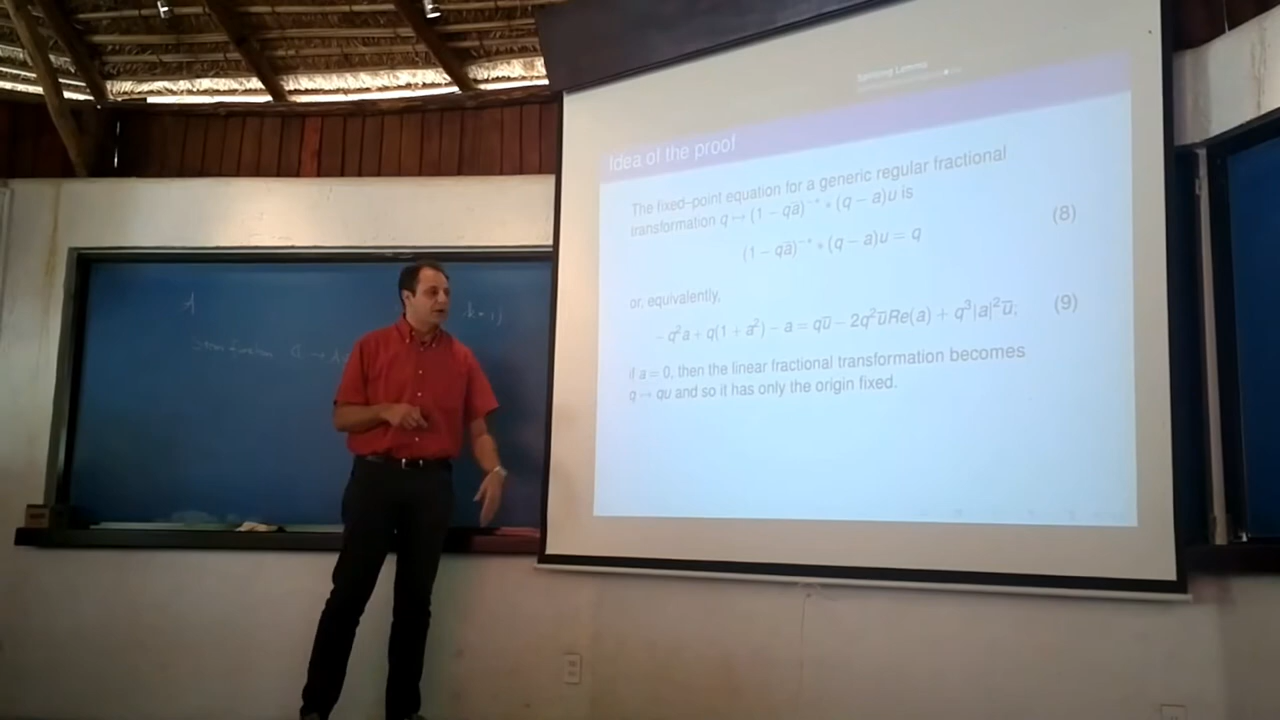 Schwarz Lemma
Idea of the proof
The fixed–point equation for a generic regular fractional
transformation q ↦ (1 − qā)⁻* * (q − a)u is
(1 − qā)⁻* * (q − a)u = q (8)
or, equivalently,
− q²a + q(1 + a²) − a = qū − 2q²ūRe(a) + q³|a|²ū; (9)
if a = 0, then the linear fractional transformation becomes
q ↦ qu and so it has only the origin fixed.
A